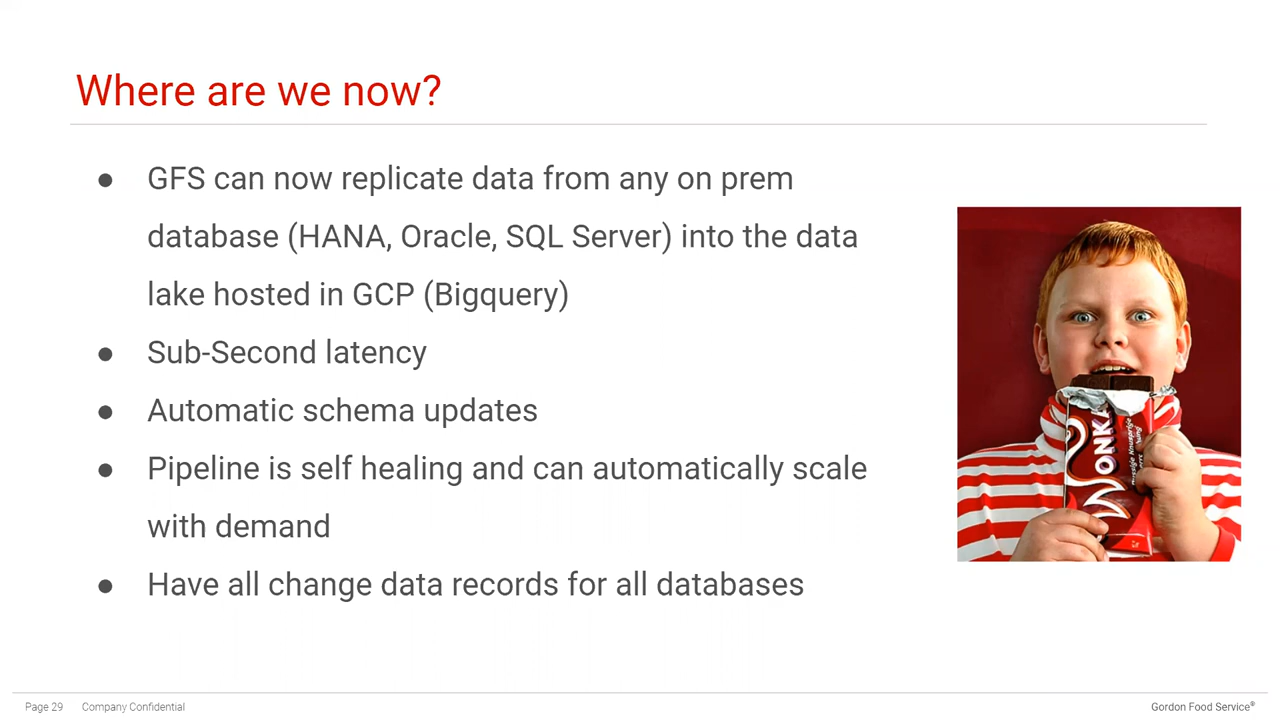 Where are we now?
● GFS can now replicate data from any on prem
database (HANA, Oracle, SQL Server) into the data
lake hosted in GCP (Bigquery)
● Sub-Second latency
● Automatic schema updates
● Pipeline is self healing and can automatically scale
with demand
● Have all change data records for all databases
WONKA
Page 29 Company Confidential
Gordon Food Service®